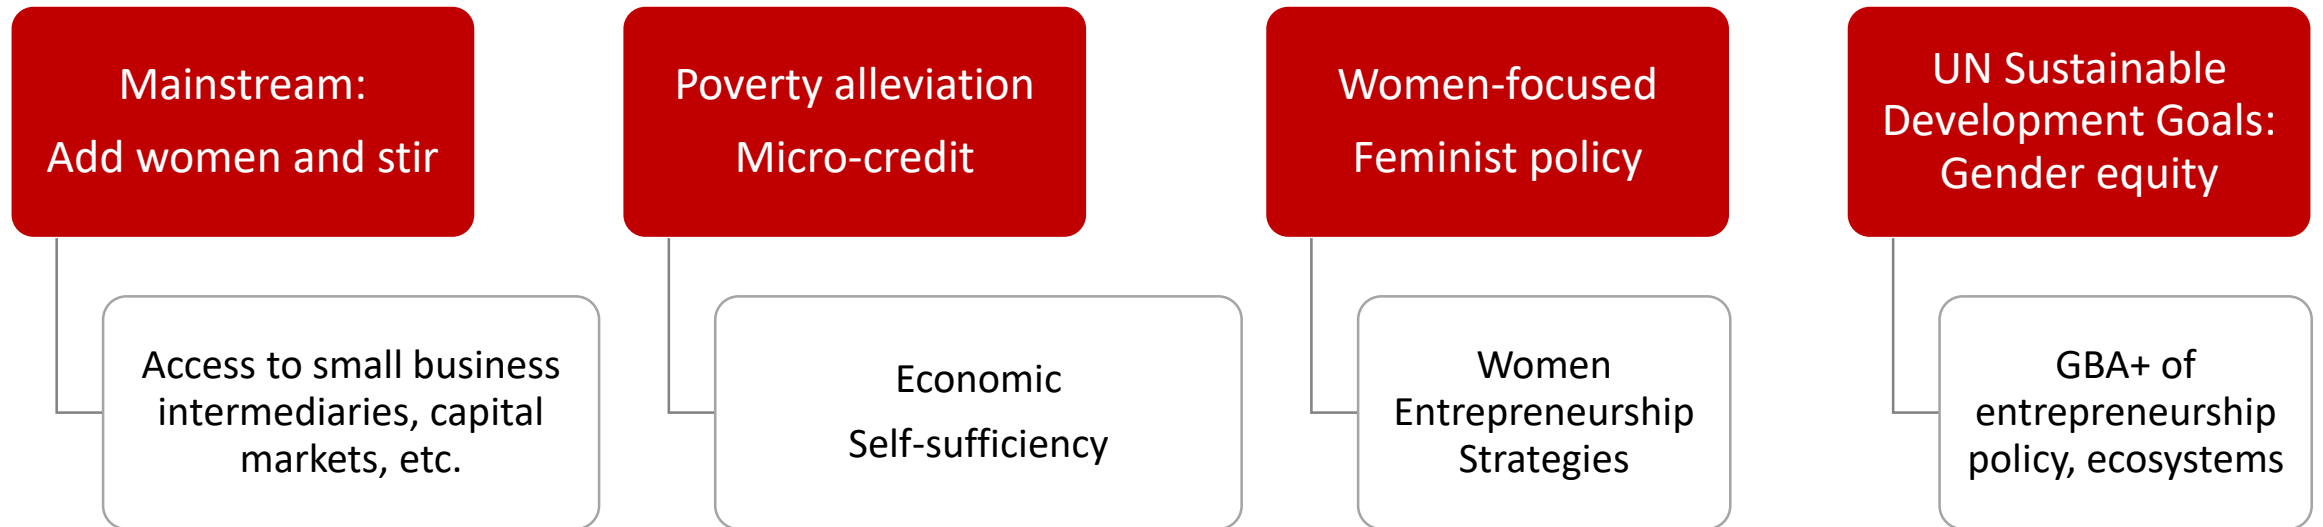 Mainstream:
Add women and stir
Access to small business
intermediaries, capital
markets, etc.
Poverty alleviation
Micro-credit
Economic
Self-sufficiency
Women-focused
Feminist policy
Women
Entrepreneurship
Strategies
UN Sustainable
Development Goals:
Gender equity
GBA+ of
entrepreneurship
policy, ecosystems